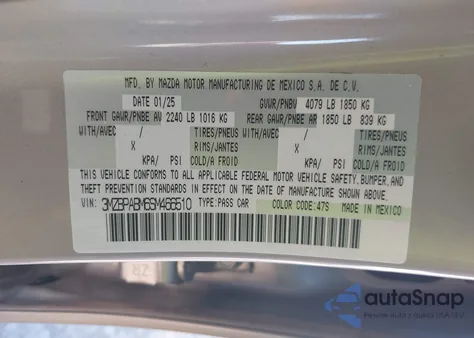 MFD. BY MAZDA MOTOR MANUFACTURING DE MEXICO S.A. DE C.V.
DATE 01/25 GVWR/PNBV 4079 LB 1850 KG
FRONT GAWR/PNBE AV 2240 LB 1016 KG REAR GAWR/PNBE AR 1850 LB 839 KG
WITH/AVEC / TIRES/PNEUS WITH/AVEC / TIRES/PNEUS
X RIMS/JANTES X RIMS/JANTES
KPA/ PSI COLD/A FROID KPA/ PSI COLD/A FROID
THIS VEHICLE CONFORMS TO ALL APPLICABLE FEDERAL MOTOR VEHICLE SAFETY, BUMPER, AND
THEFT PREVENTION STANDARDS IN EFFECT ON THE DATE OF MANUFACTURE SHOWN ABOVE.
VIN: 3MZBPABM6SM466510 TYPE:PASS CAR COLOR CODE:47S MADE IN MEXICO
autoSnap